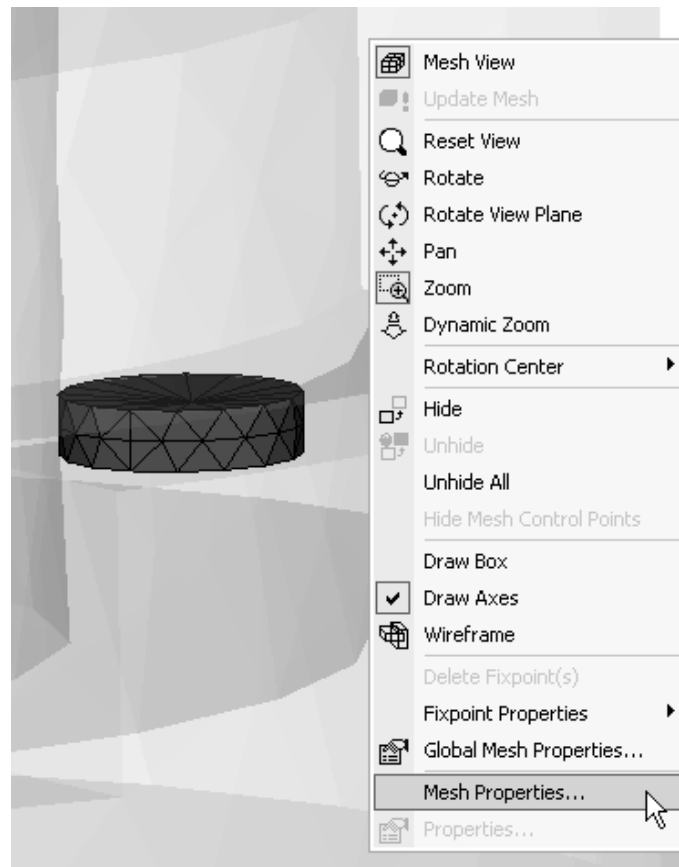 Mesh View
Update Mesh
Reset View
Rotate
Rotate View Plane
Pan
Zoom
Dynamic Zoom
Rotation Center
Hide
Unhide
Unhide All
Hide Mesh Control Points
Draw Box
Draw Axes
Wireframe
Delete Fixpoint(s)
Fixpoint Properties
Global Mesh Properties...
Mesh Properties...
Properties...